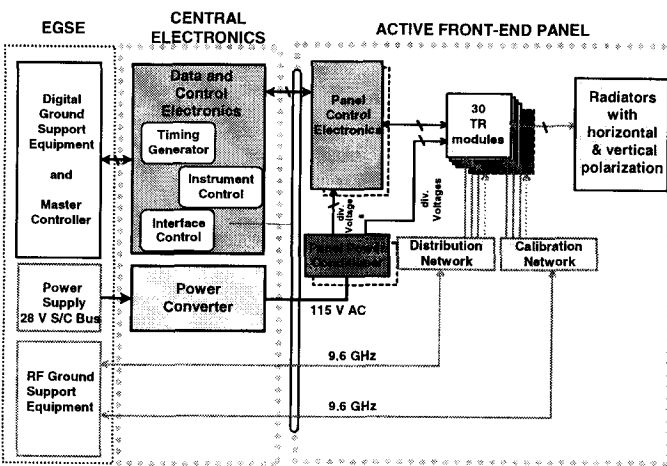 EGSE
CENTRAL
ELECTRONICS
ACTIVE FRONT-END PANEL
Digital
Ground
Support
Equipment
and
Master
Controller
Data and
Control
Electronics
Timing
Generator
Instrument
Control
Interface
Control
Panel
Control
Electronics
30
TR
modules
Radiators
with
horizontal
& vertical
polarization
div.
Voltage
div.
Voltages
Panel Power
Conditioner
Distribution
Network
Calibration
Network
Power
Supply
28 V S/C Bus
Power
Converter
115 V AC
9.6 GHz
RF Ground
Support
Equipment
9.6 GHz